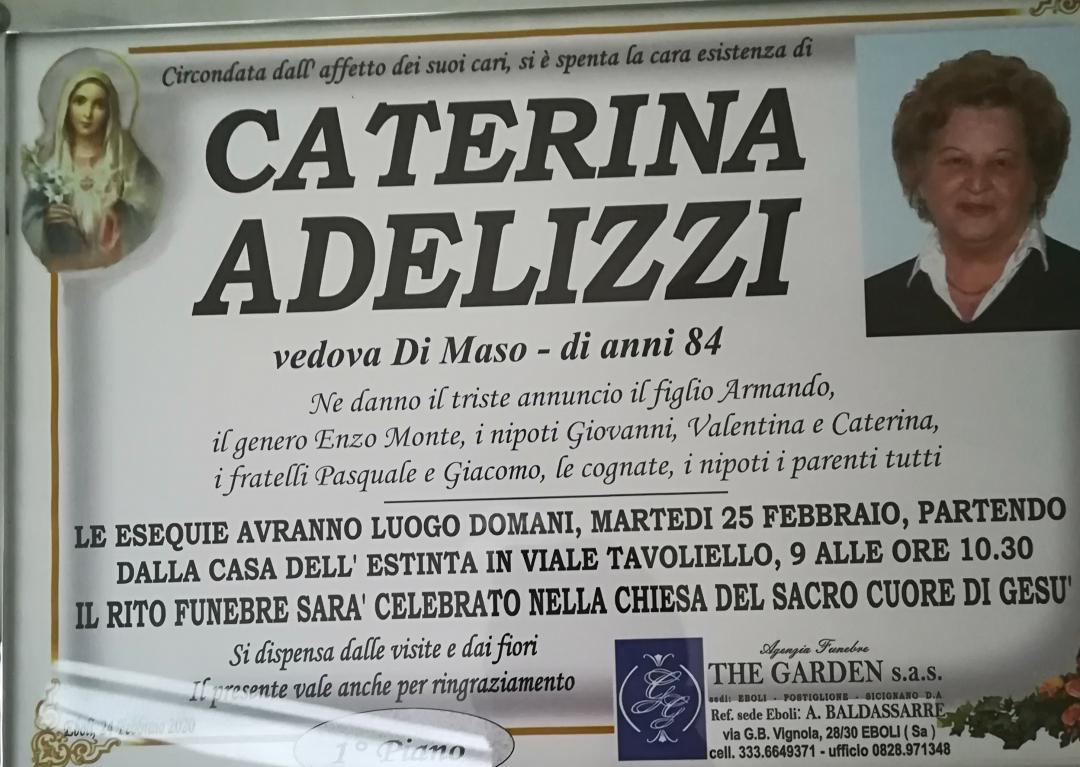 Circondata dall' affetto dei suoi cari, si è spenta la cara esistenza di
CATERINA
ADELIZZI
vedova Di Maso - di anni 84
Ne danno il triste annuncio il figlio Armando,
il genero Enzo Monte, i nipoti Giovanni, Valentina e Caterina,
i fratelli Pasquale e Giacomo, le cognate, i nipoti i parenti tutti
LE ESEQUIE AVRANNO LUOGO DOMANI, MARTEDI 25 FEBBRAIO, PARTENDO
DALLA CASA DELL' ESTINTA IN VIALE TAVOLIELLO, 9 ALLE ORE 10.30
IL RITO FUNEBRE SARA' CELEBRATO NELLA CHIESA DEL SACRO CUORE DI GESU'
Si dispensa dalle visite e dai fiori
Il presente vale anche per ringraziamento
Eboli, 24 Febbraio 2020
1° Piano
GG
Agenzia Funebre
THE GARDEN s.a.s.
sedi: EBOLI - POSTIGLIONE - SICIGNANO D.A
Ref. sede Eboli: A. BALDASSARRE
via G.B. Vignola, 28/30 EBOLI ( Sa )
cell. 333.6649371 - ufficio 0828.971348